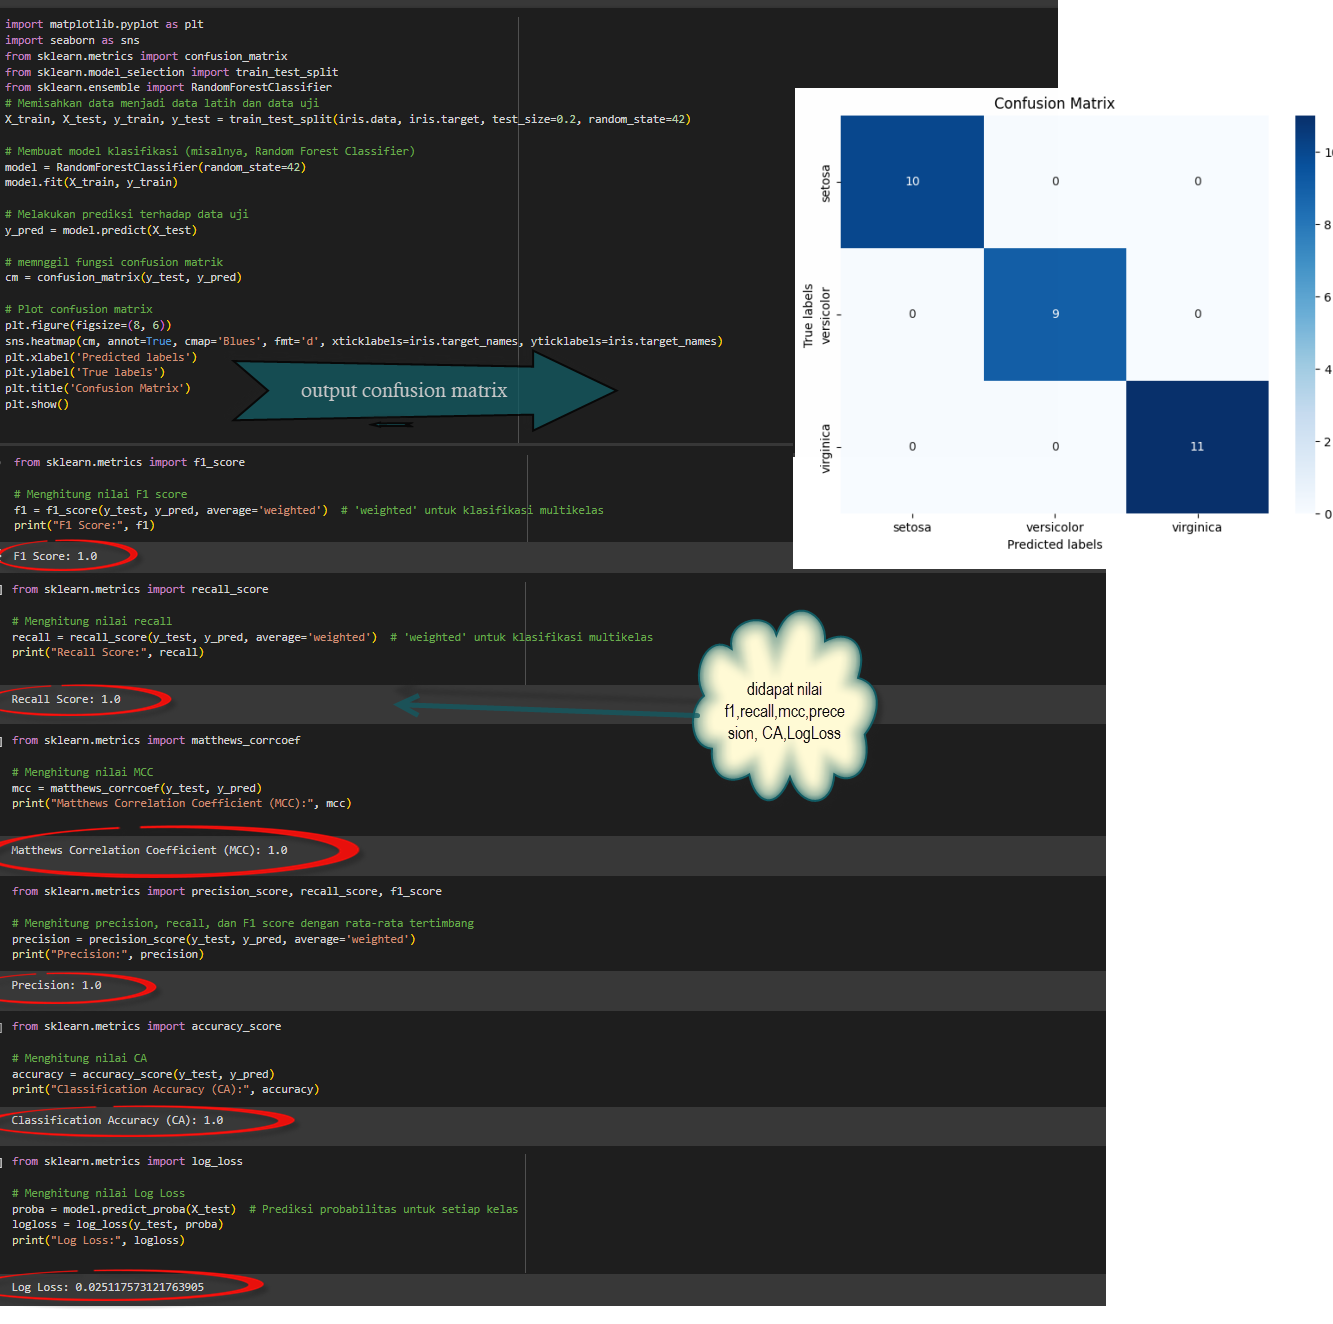 import matplotlib.pyplot as plt
import seaborn as sns
from sklearn.metrics import confusion_matrix
from sklearn.model_selection import train_test_split
from sklearn.ensemble import RandomForestClassifier
# Memisahkan data menjadi data latih dan data uji
X_train, X_test, y_train, y_test = train_test_split(iris.data, iris.target, test_size=0.2, random_state=42)
# Membuat model klasifikasi (misalnya, Random Forest Classifier)
model = RandomForestClassifier(random_state=42)
model.fit(X_train, y_train)
# Melakukan prediksi terhadap data uji
y_pred = model.predict(X_test)
# memnggil fungsi confusion matrik
cm = confusion_matrix(y_test, y_pred)
# Plot confusion matrix
plt.figure(figsize=(8, 6))
sns.heatmap(cm, annot=True, cmap='Blues', fmt='d', xticklabels=iris.target_names, yticklabels=iris.target_names)
plt.xlabel('Predicted labels')
plt.ylabel('True labels')
plt.title('Confusion Matrix')
plt.show()
output confusion matrix
Confusion Matrix
setosa
10
0
0
versicolor
0
9
0
virginica
0
0
11
True labels
setosa
versicolor
virginica
Predicted labels
10
8
6
4
2
0
from sklearn.metrics import f1_score
# Menghitung nilai F1 score
f1 = f1_score(y_test, y_pred, average='weighted')  # 'weighted' untuk klasifikasi multikelas
print("F1 Score:", f1)
F1 Score: 1.0
from sklearn.metrics import recall_score
# Menghitung nilai recall
recall = recall_score(y_test, y_pred, average='weighted')  # 'weighted' untuk klasifikasi multikelas
print("Recall Score:", recall)
Recall Score: 1.0
didapat nilai
f1,recall,mcc,prece
sion, CA,LogLoss
from sklearn.metrics import matthews_corrcoef
# Menghitung nilai MCC
mcc = matthews_corrcoef(y_test, y_pred)
print("Matthews Correlation Coefficient (MCC):", mcc)
Matthews Correlation Coefficient (MCC): 1.0
from sklearn.metrics import precision_score, recall_score, f1_score
# Menghitung precision, recall, dan F1 score dengan rata-rata tertimbang
precision = precision_score(y_test, y_pred, average='weighted')
print("Precision:", precision)
Precision: 1.0
from sklearn.metrics import accuracy_score
# Menghitung nilai CA
accuracy = accuracy_score(y_test, y_pred)
print("Classification Accuracy (CA):", accuracy)
Classification Accuracy (CA): 1.0
from sklearn.metrics import log_loss
# Menghitung nilai Log Loss
proba = model.predict_proba(X_test)  # Prediksi probabilitas untuk setiap kelas
logloss = log_loss(y_test, proba)
print("Log Loss:", logloss)
Log Loss: 0.025117573121763905